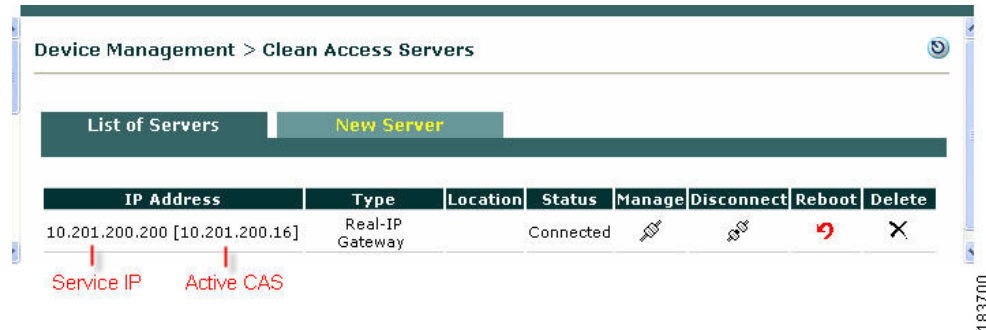 Device Management > Clean Access Servers
List of Servers New Server
IP Address Type Location Status Manage Disconnect Reboot Delete
10.201.200.200 [10.201.200.16] Real-IP Gateway Connected
Service IP Active CAS
183700